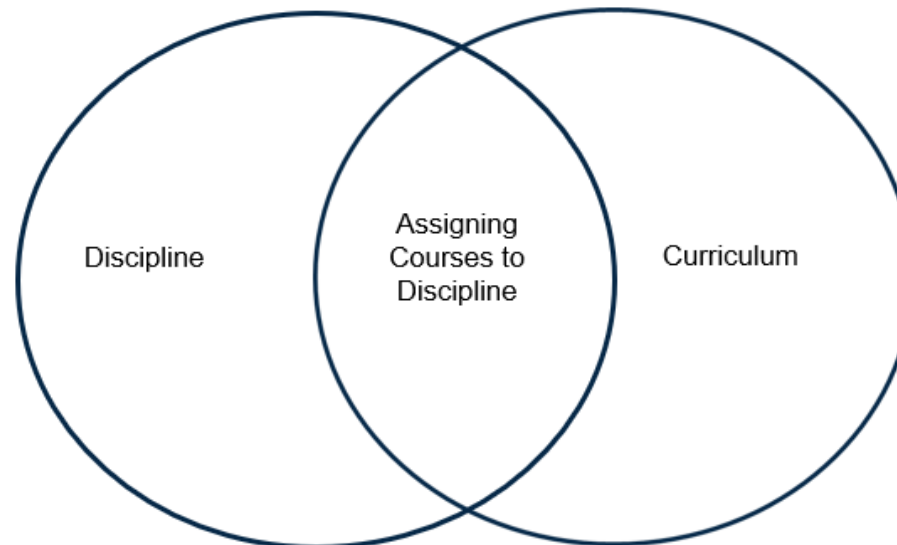 Discipline
Assigning
Courses to
Discipline
Curriculum